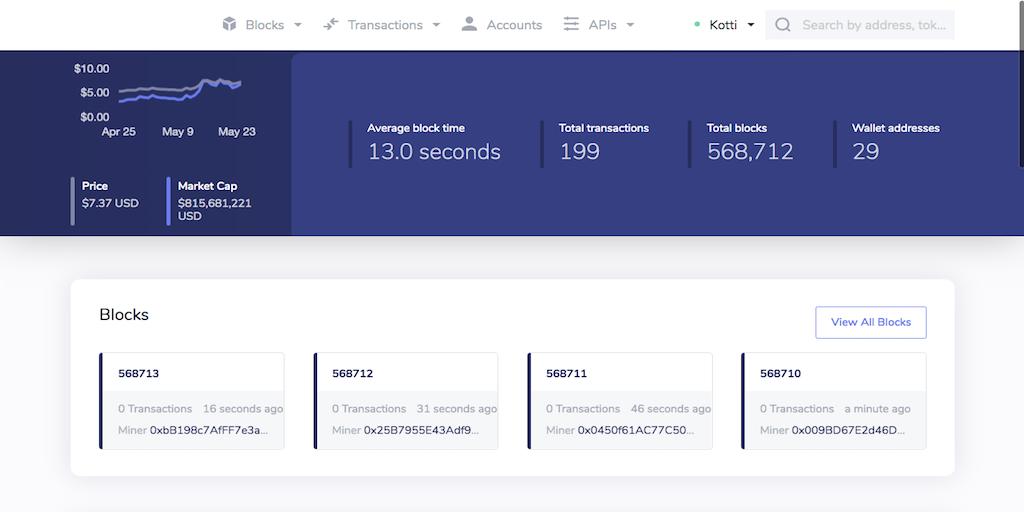 Blocks Transactions Accounts APIs Kotti Search by address, tok...
$10.00
$5.00
$0.00
Apr 25 May 9 May 23
Price Market Cap
$7.37 USD $815,681,221
USD
Average block time Total transactions Total blocks Wallet addresses
13.0 seconds 199 568,712 29
Blocks
View All Blocks
568713 568712 568711 568710
0 Transactions 16 seconds ago 0 Transactions 31 seconds ago 0 Transactions 46 seconds ago 0 Transactions a minute ago
Miner 0xbB198c7AfFF7e3a... Miner 0x25B7955E43Adf9... Miner 0x0450f61AC77C50... Miner 0x009BD67E2d46D...